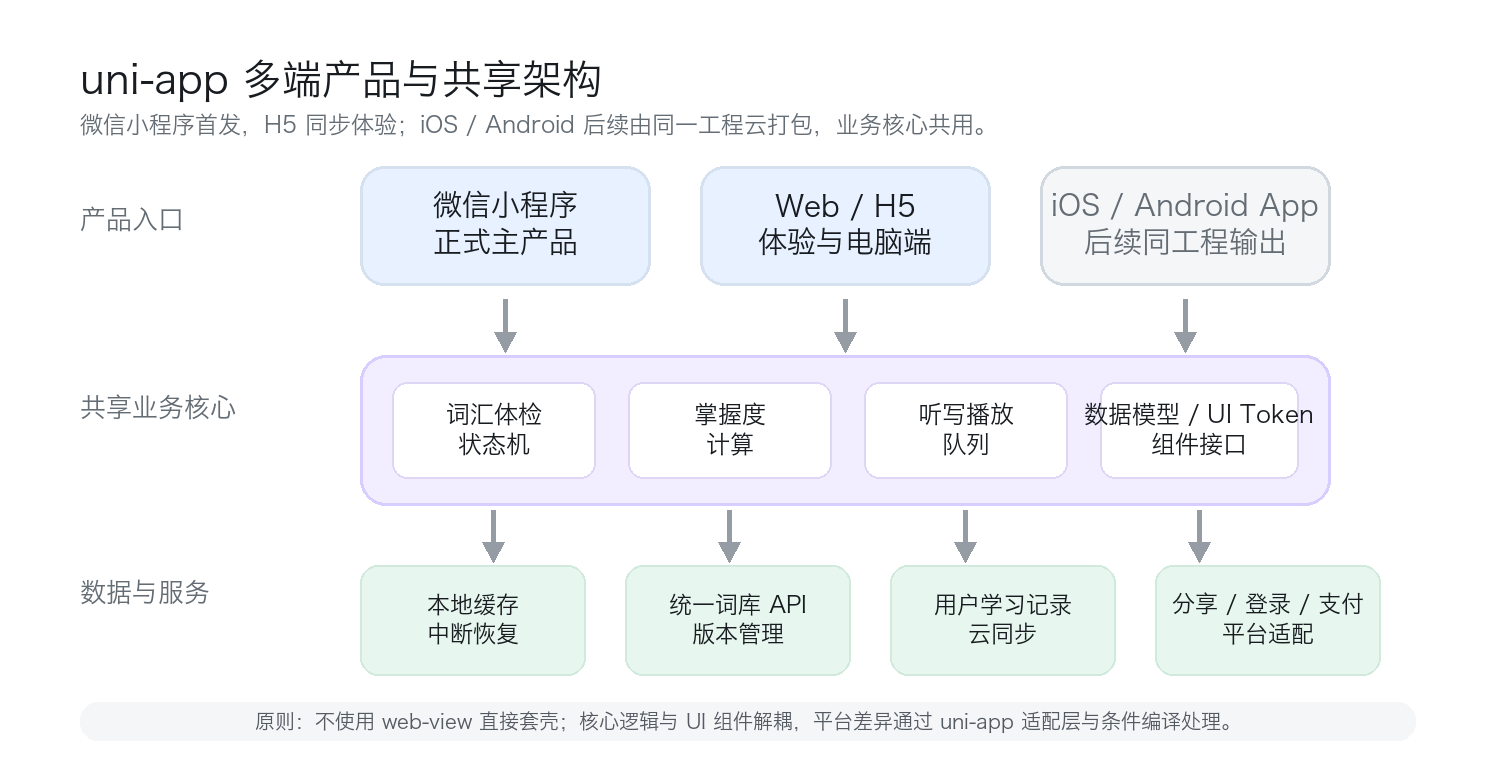 uni-app 多端产品与共享架构
微信小程序首发，H5 同步体验；iOS / Android 后续由同一工程云打包，业务核心共用。
产品入口
微信小程序
正式主产品
Web / H5
体验与电脑端
iOS / Android App
后续同工程输出
共享业务核心
词汇体检
状态机
掌握度
计算
听写播放
队列
数据模型 / UI Token
组件接口
数据与服务
本地缓存
中断恢复
统一词库 API
版本管理
用户学习记录
云同步
分享 / 登录 / 支付
平台适配
原则：不使用 web-view 直接套壳；核心逻辑与 UI 组件解耦，平台差异通过 uni-app 适配层与条件编译处理。